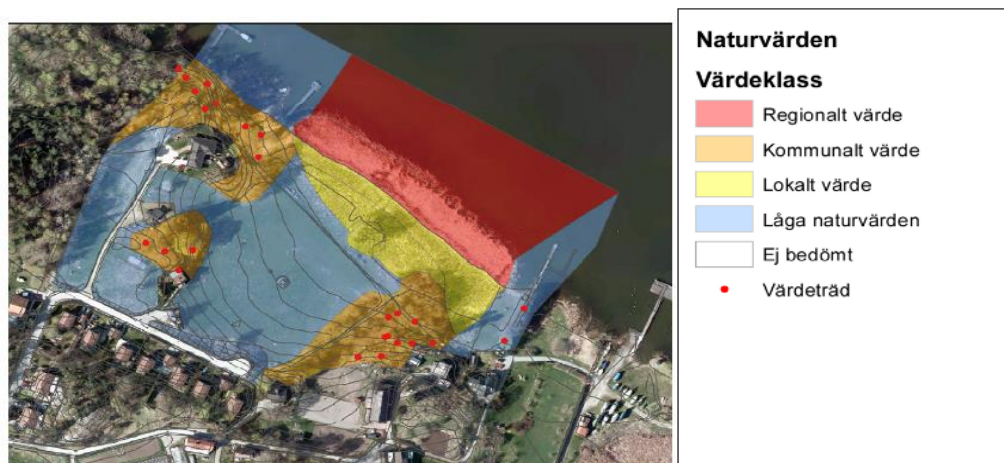 Naturvärden
Värdeklass
Regionalt värde
Kommunalt värde
Lokalt värde
Låga naturvärden
Ej bedömt
Värdeträd